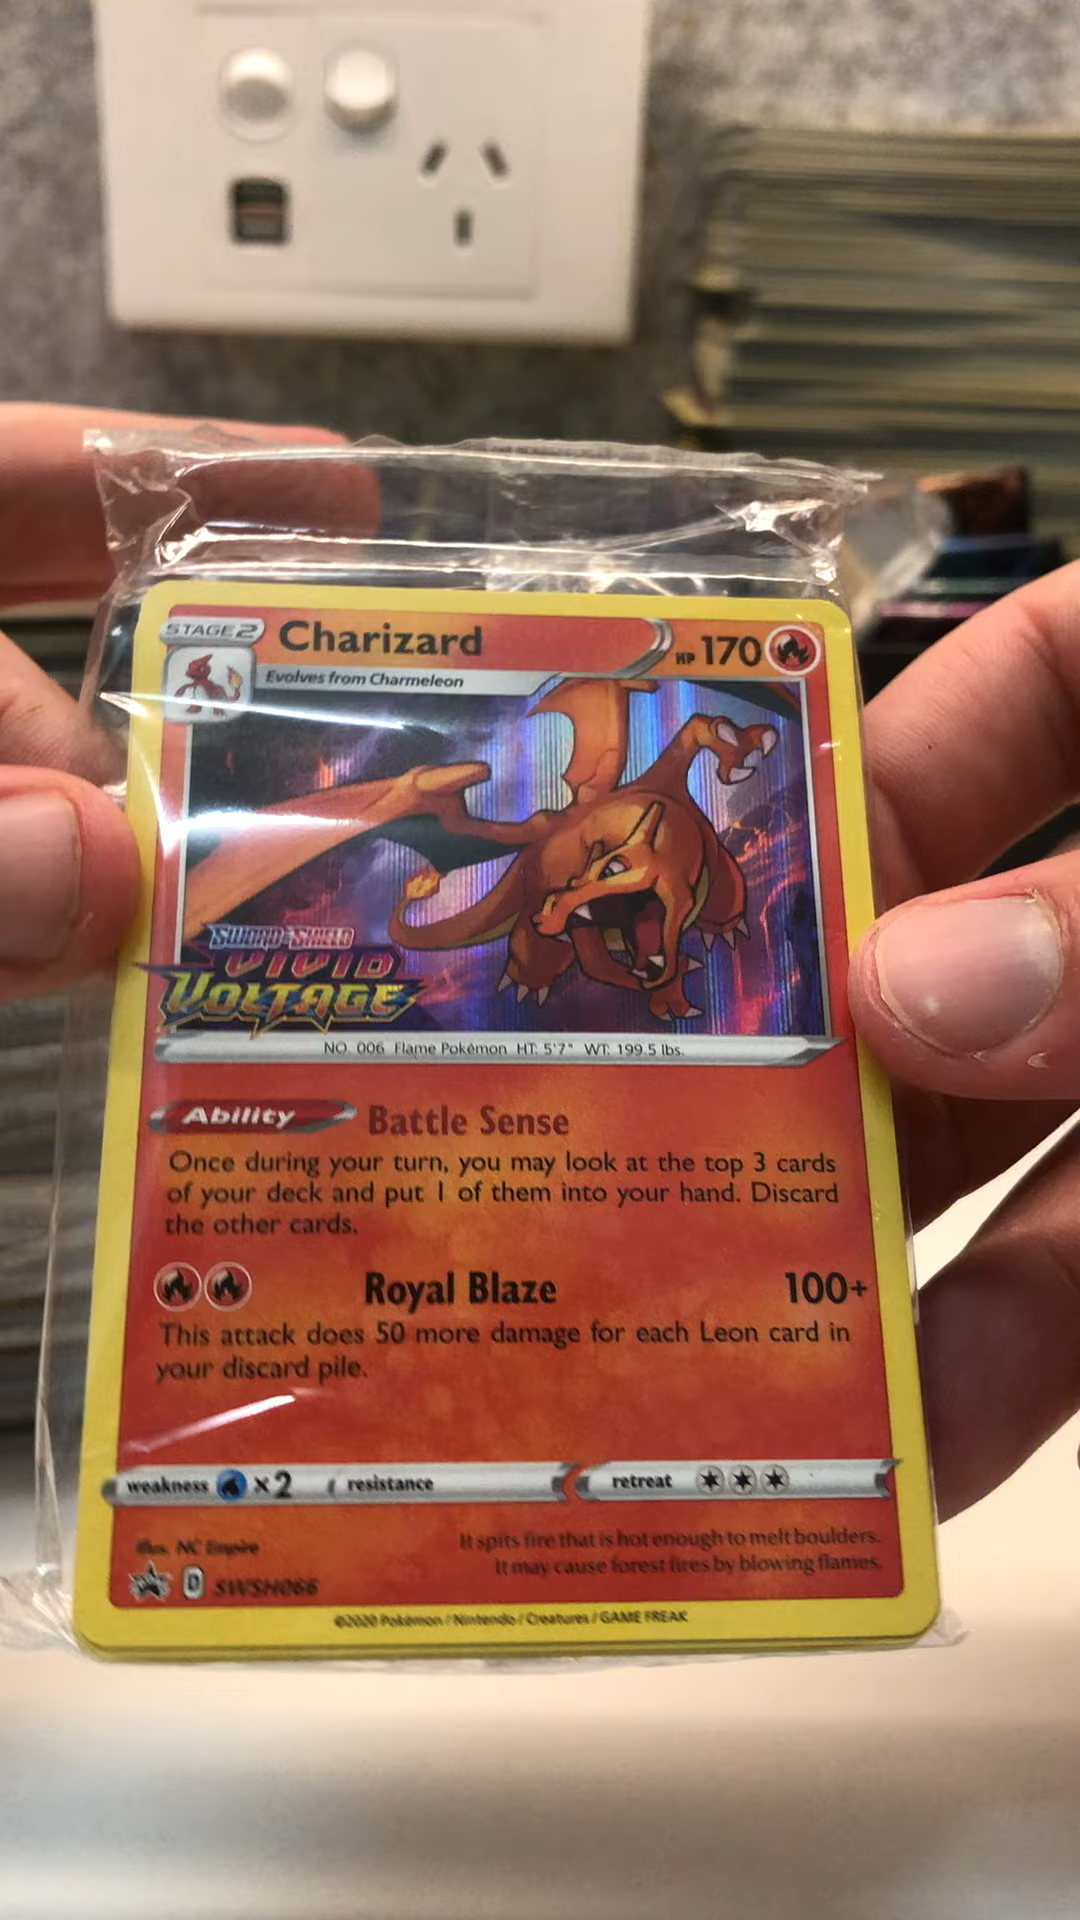 STAGE 2 Charizard HP 170
Evolves from Charmeleon
SWORD & SHIELD
VIVID
VOLTAGE
NO. 006 Flame Pokémon HT: 5'7" WT: 199.5 lbs.
Ability Battle Sense
Once during your turn, you may look at the top 3 cards
of your deck and put 1 of them into your hand. Discard
the other cards.
Royal Blaze 100+
This attack does 50 more damage for each Leon card in
your discard pile.
weakness ×2 resistance retreat
Illus. NC Empire
It spits fire that is hot enough to melt boulders.
It may cause forest fires by blowing flames.
D SWSH066
©2020 Pokémon / Nintendo / Creatures / GAME FREAK